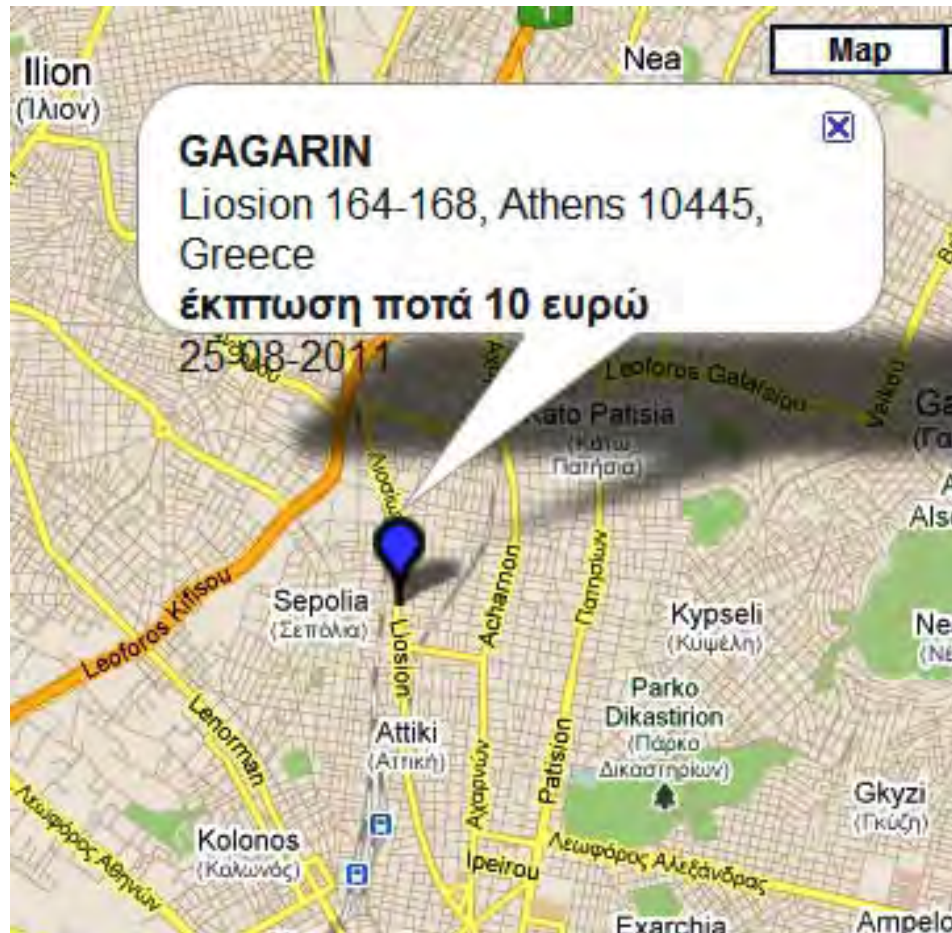 Nea
Map
Ilion
(Ίλιον)
GAGARIN
Liosion 164-168, Athens 10445,
Greece
έκπτωση ποτά 10 ευρώ
25-08-2011
Leoforos Galatsiou
Veikou
Kato Patisia
(Κάτω
Πατήσια)
Λιοσίων
Sepolia
(Σεπόλια)
Liosion
Acharnon
Πατησίων
Kypseli
(Κυψέλη)
Leoforos Kifisou
Lenorman
Attiki
(Αττική)
Parko
Dikastirion
(Πάρκο
Δικαστηρίων)
Patision
Αχαρνών
Gkyzi
(Γκύζη)
Λεωφόρος Αθηνών
Kolonos
(Κολωνός)
Ipeirou
Λεωφόρος Αλεξάνδρας
Exarchia